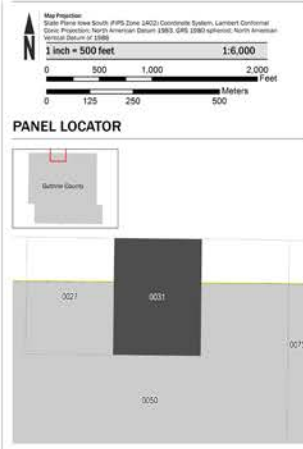 N
Map Projection:
State Plane Iowa South (FIPS Zone 1402) Coordinate System, Lambert Conformal
Conic Projection; North American Datum 1983, GRS 1980 spheroid; North American
Vertical Datum of 1988
1 inch = 500 feet 1:6,000
0 500 1,000 2,000
Feet
Meters
0 125 250 500
PANEL LOCATOR
Guthrie County
0027
0031
0075
0050